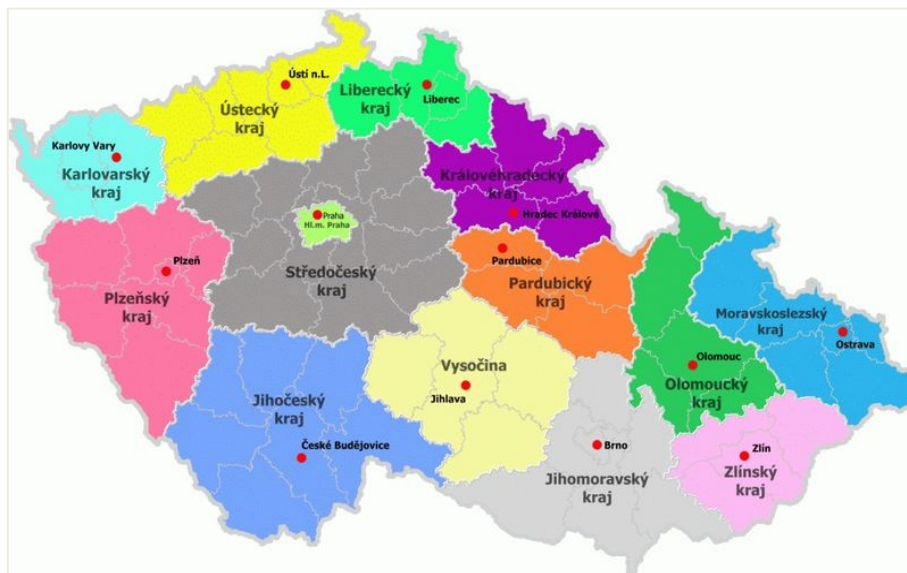 Ústí n.L.
Ústecký
kraj
Liberecký
kraj
Liberec
Karlovy Vary
Karlovarský
kraj
Královéhradecký
kraj
Hradec Králové
Praha
Hl.m. Praha
Středočeský
kraj
Plzeň
Plzeňský
kraj
Pardubice
Pardubický
kraj
Moravskoslezský
kraj
Ostrava
Olomouc
Olomoucký
kraj
Vysočina
Jihlava
Jihočeský
kraj
České Budějovice
Brno
Jihomoravský
kraj
Zlín
Zlínský
kraj